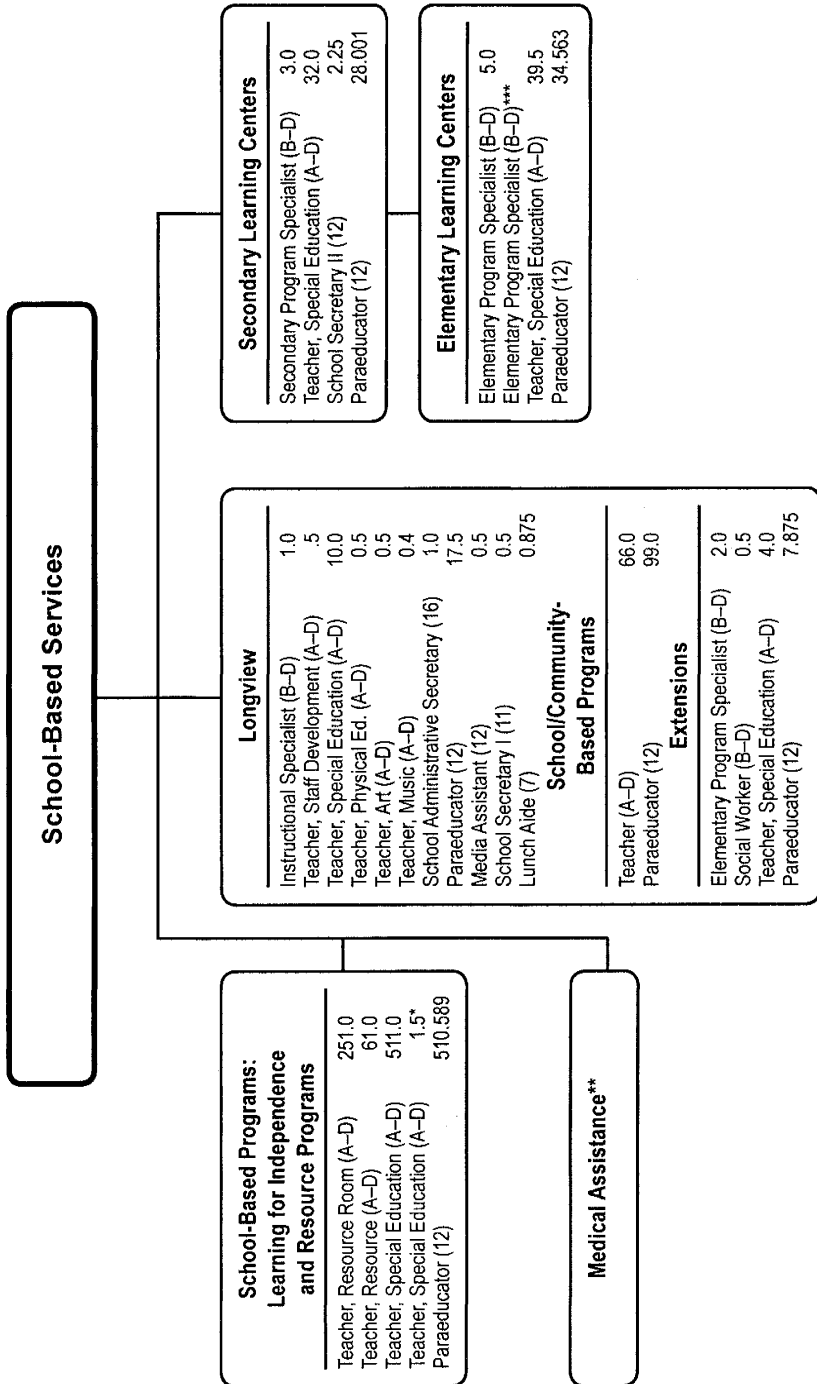 School-Based Services
School-Based Programs:
Learning for Independence
and Resource Programs
Teacher, Resource Room (A–D) 251.0
Teacher, Resource (A–D) 61.0
Teacher, Special Education (A–D) 511.0
Teacher, Special Education (A–D) 1.5*
Paraeducator (12) 510.589
Medical Assistance**
Longview
Instructional Specialist (B–D) 1.0
Teacher, Staff Development (A–D) .5
Teacher, Special Education (A–D) 10.0
Teacher, Physical Ed. (A–D) 0.5
Teacher, Art (A–D) 0.5
Teacher, Music (A–D) 0.4
School Administrative Secretary (16) 1.0
Paraeducator (12) 17.5
Media Assistant (12) 0.5
School Secretary I (11) 0.5
Lunch Aide (7) 0.875
School/Community-
Based Programs
Teacher (A–D) 66.0
Paraeducator (12) 99.0
Extensions
Elementary Program Specialist (B–D) 2.0
Social Worker (B–D) 0.5
Teacher, Special Education (A–D) 4.0
Paraeducator (12) 7.875
Secondary Learning Centers
Secondary Program Specialist (B–D) 3.0
Teacher, Special Education (A–D) 32.0
School Secretary II (12) 2.25
Paraeducator (12) 28.001
Elementary Learning Centers
Elementary Program Specialist (B–D) 5.0
Elementary Program Specialist (B–D)***
Teacher, Special Education (A–D) 39.5
Paraeducator (12) 34.563